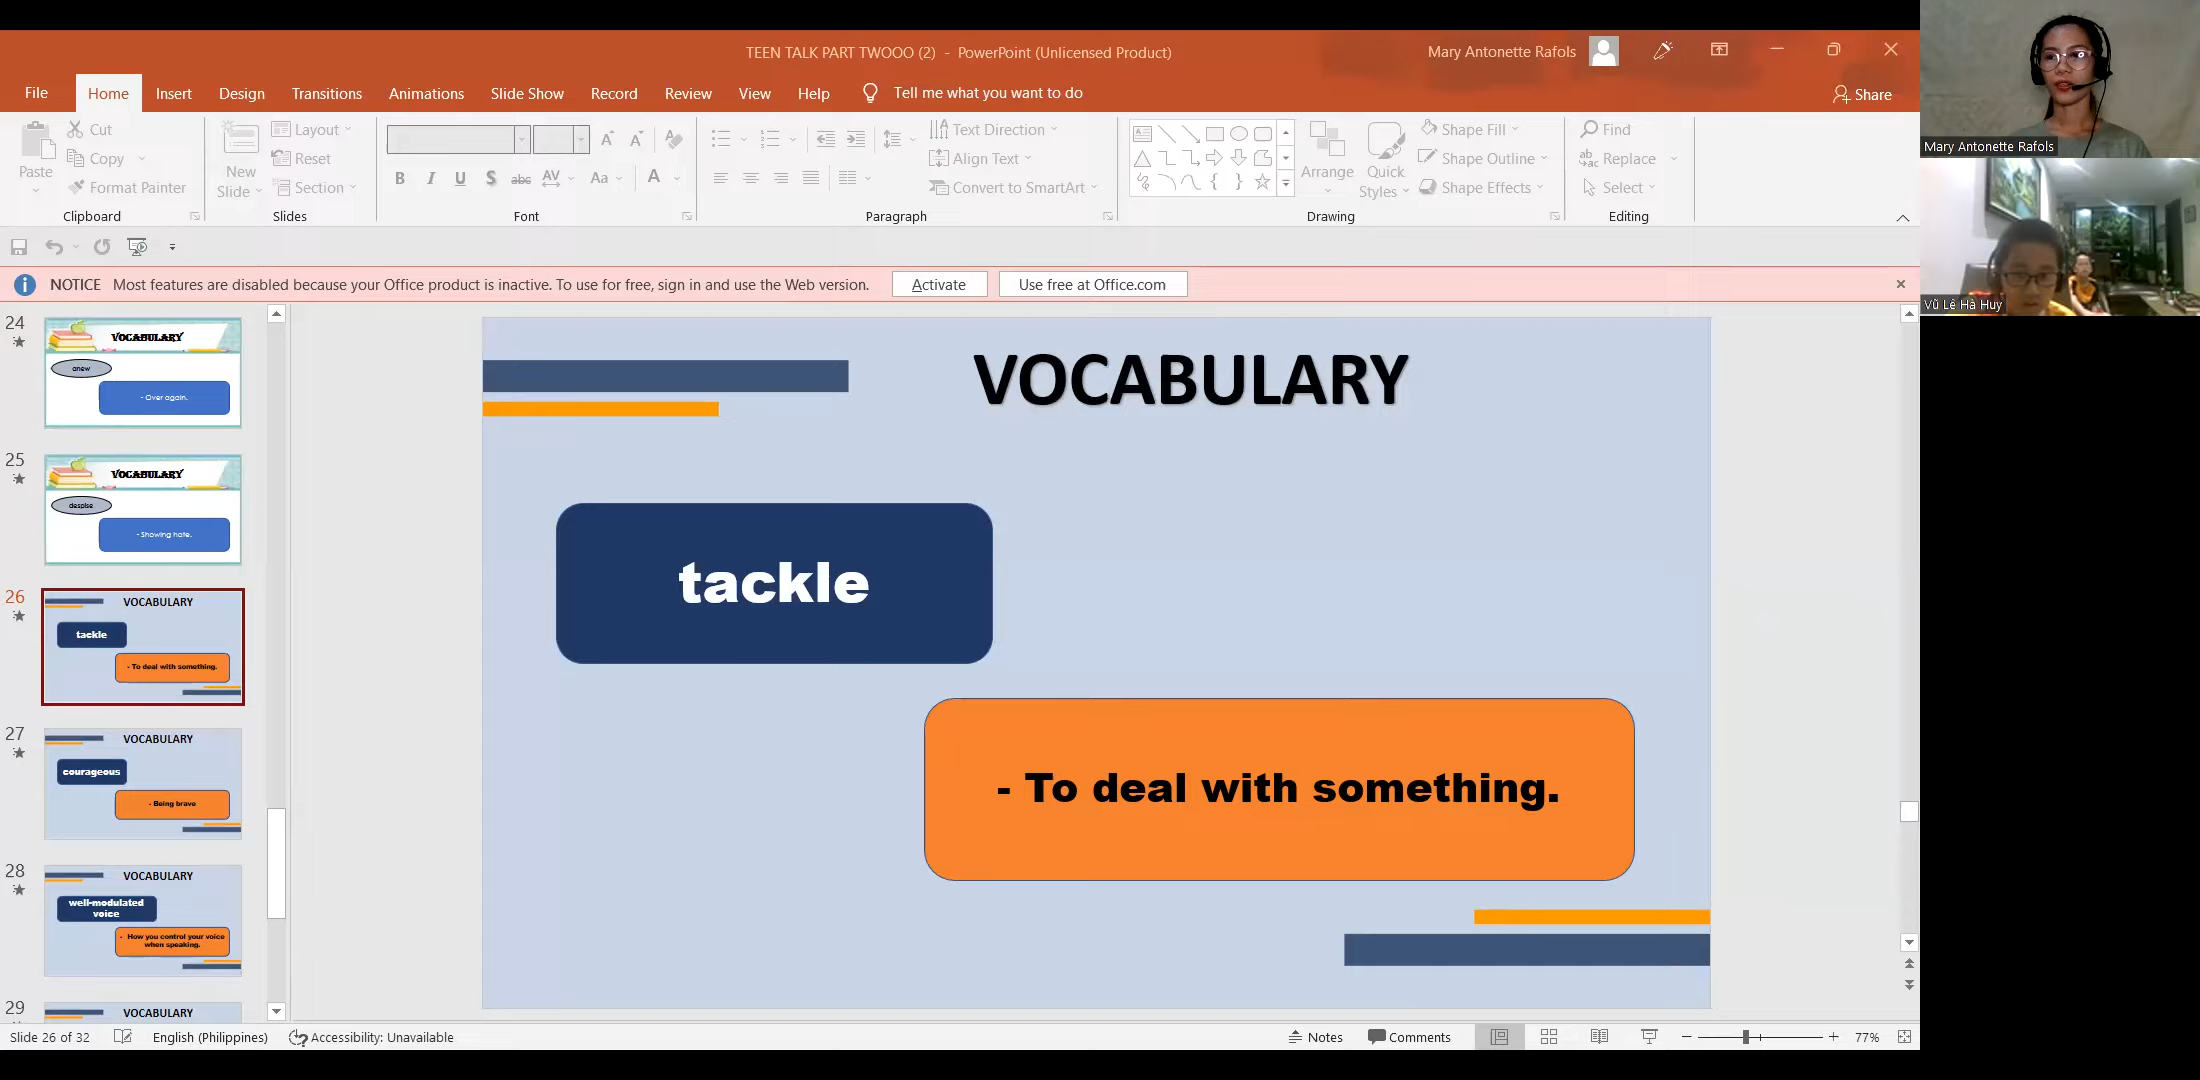 TEEN TALK PART TWOOO (2) - PowerPoint (Unlicensed Product)
Mary Antonette Rafols
File Home Insert Design Transitions Animations Slide Show Record Review View Help Tell me what you want to do
Share
Paste
Cut
Copy
Format Painter
Clipboard
New Slide
Layout
Reset
Section
Slides
B I U S abc AV Aa A
Font
Text Direction
Align Text
Convert to SmartArt
Paragraph
Arrange
Quick Styles
Shape Fill
Shape Outline
Shape Effects
Drawing
Find
Replace
Select
Editing
NOTICE Most features are disabled because your Office product is inactive. To use for free, sign in and use the Web version. Activate Use free at Office.com
24
VOCABULARY
anew
- Over again.
25
VOCABULARY
despise
- Showing hate.
26
VOCABULARY
tackle
- To deal with something.
27
VOCABULARY
courageous
- Being brave
28
VOCABULARY
well-modulated
voice
- How you control your voice
when speaking.
29
VOCABULARY
VOCABULARY
tackle
- To deal with something.
Slide 26 of 32 English (Philippines) Accessibility: Unavailable Notes Comments 77%
Mary Antonette Rafols
Vũ Lê Hà Huy